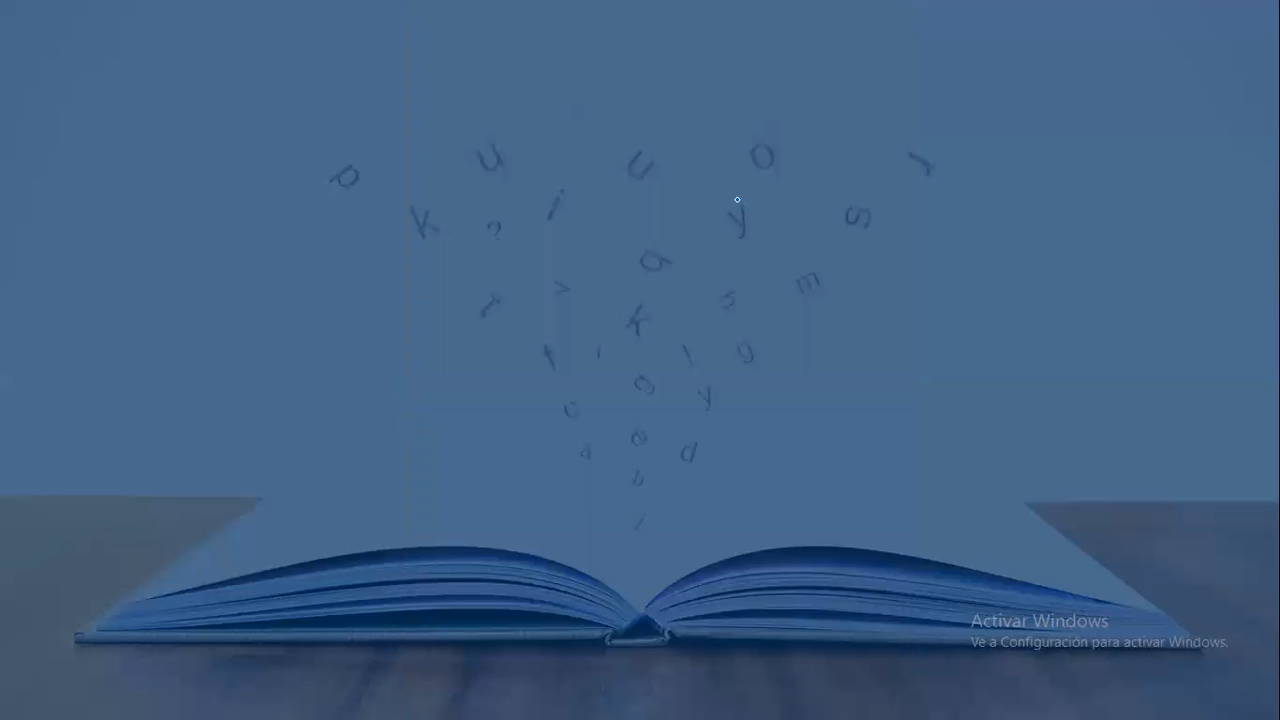 p u u o r
k ? i y s
q
r v n m
k
f i l y
o y
c
a a d
b
l
Activar Windows
Ve a Configuración para activar Windows.